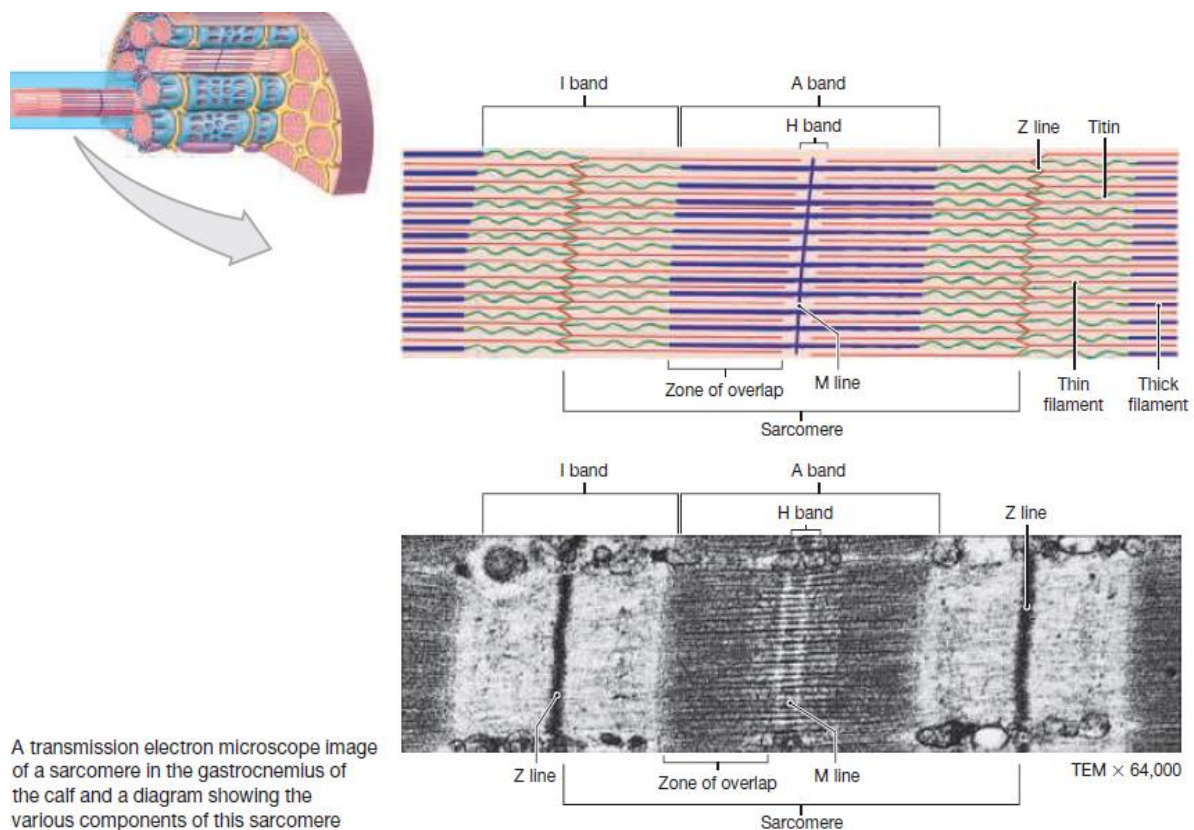 I band
A band
H band
Z line
Titin
Zone of overlap
M line
Thin
filament
Thick
filament
Sarcomere
I band
A band
H band
Z line
Z line
Zone of overlap
M line
TEM × 64,000
Sarcomere
A transmission electron microscope image
of a sarcomere in the gastrocnemius of
the calf and a diagram showing the
various components of this sarcomere